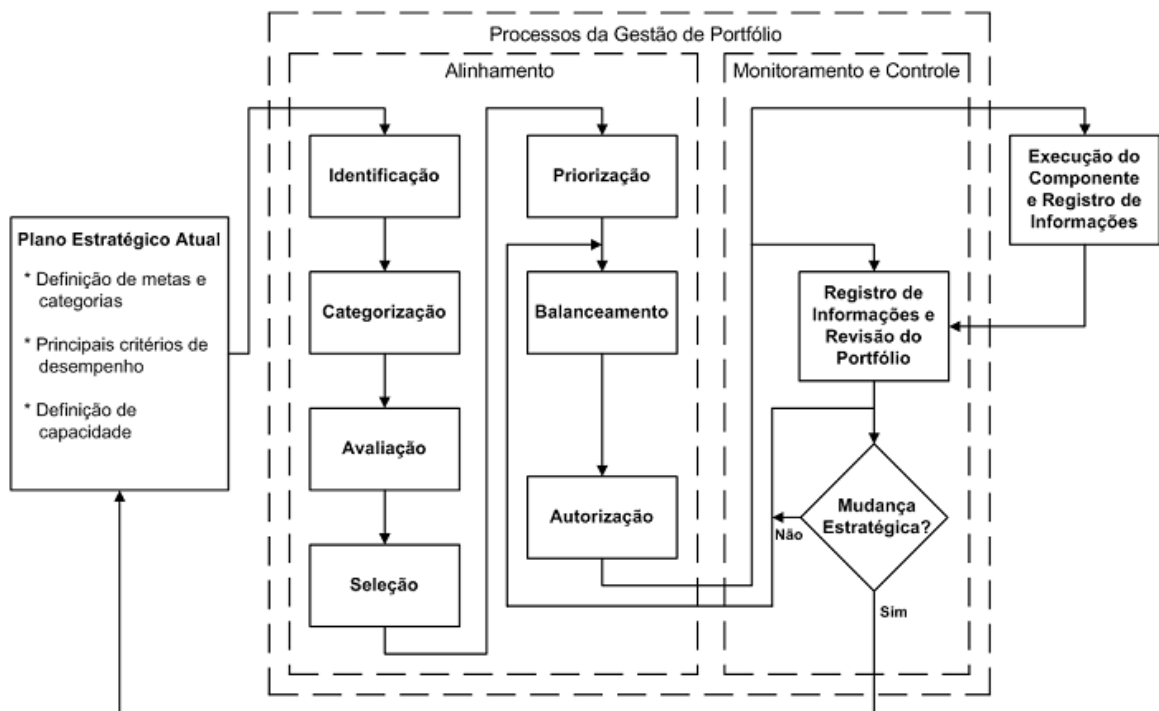 Processos da Gestão de Portfólio
Alinhamento
Monitoramento e Controle
Plano Estratégico Atual
* Definição de metas e
categorias
* Principais critérios de
desempenho
* Definição de
capacidade
Identificação
Categorização
Avaliação
Seleção
Priorização
Balanceamento
Autorização
Registro de
Informações e
Revisão do
Portfólio
Mudança
Estratégica?
Não
Sim
Execução do
Componente
e Registro de
Informações